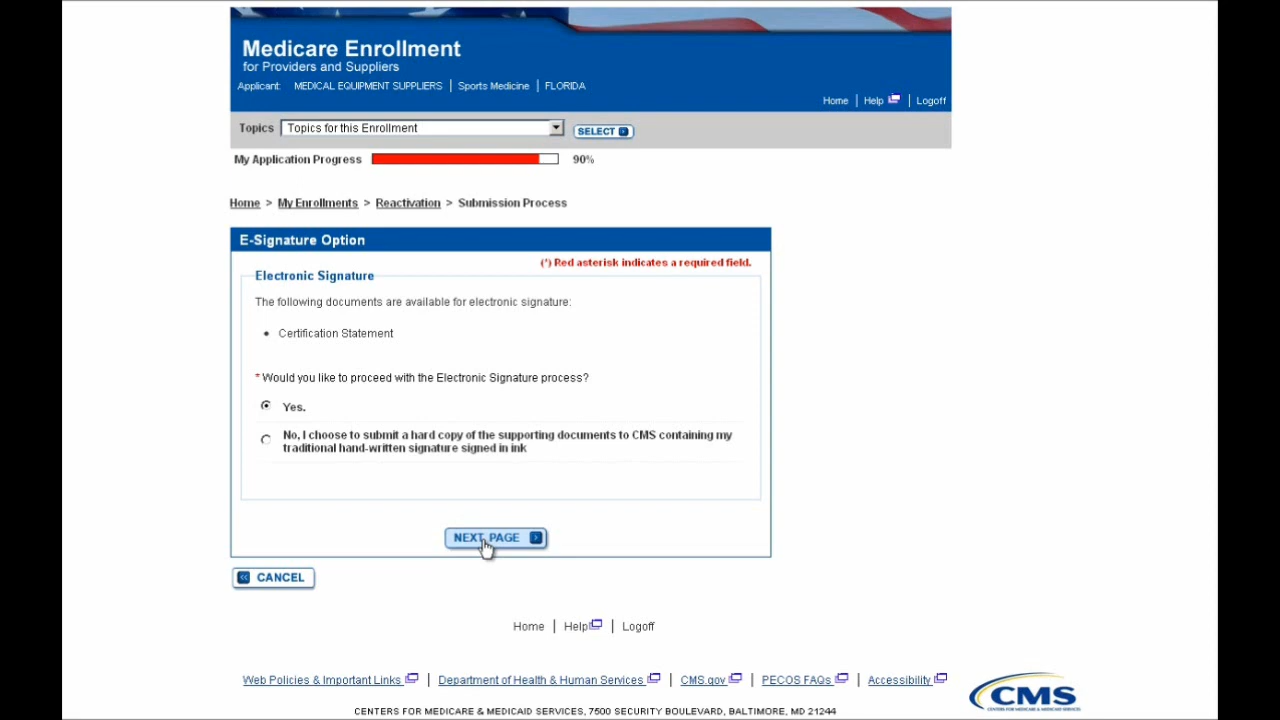 Medicare Enrollment
for Providers and Suppliers
Applicant: MEDICAL EQUIPMENT SUPPLIERS | Sports Medicine | FLORIDA
Home | Help | Logoff
Topics Topics for this Enrollment SELECT
My Application Progress 90%
Home > My Enrollments > Reactivation > Submission Process
E-Signature Option
(*) Red asterisk indicates a required field.
Electronic Signature
The following documents are available for electronic signature:
• Certification Statement
* Would you like to proceed with the Electronic Signature process?
Yes.
No, I choose to submit a hard copy of the supporting documents to CMS containing my
traditional hand-written signature signed in ink
NEXT PAGE
CANCEL
Home | Help | Logoff
Web Policies & Important Links | Department of Health & Human Services | CMS.gov | PECOS FAQs | Accessibility
CMS
CENTERS FOR MEDICARE & MEDICAID SERVICES
ENTERS FOR MEDICARE & MEDICAID SERVICES, 7500 SECURITY BOULEVARD, BALTIMORE, MD 21244